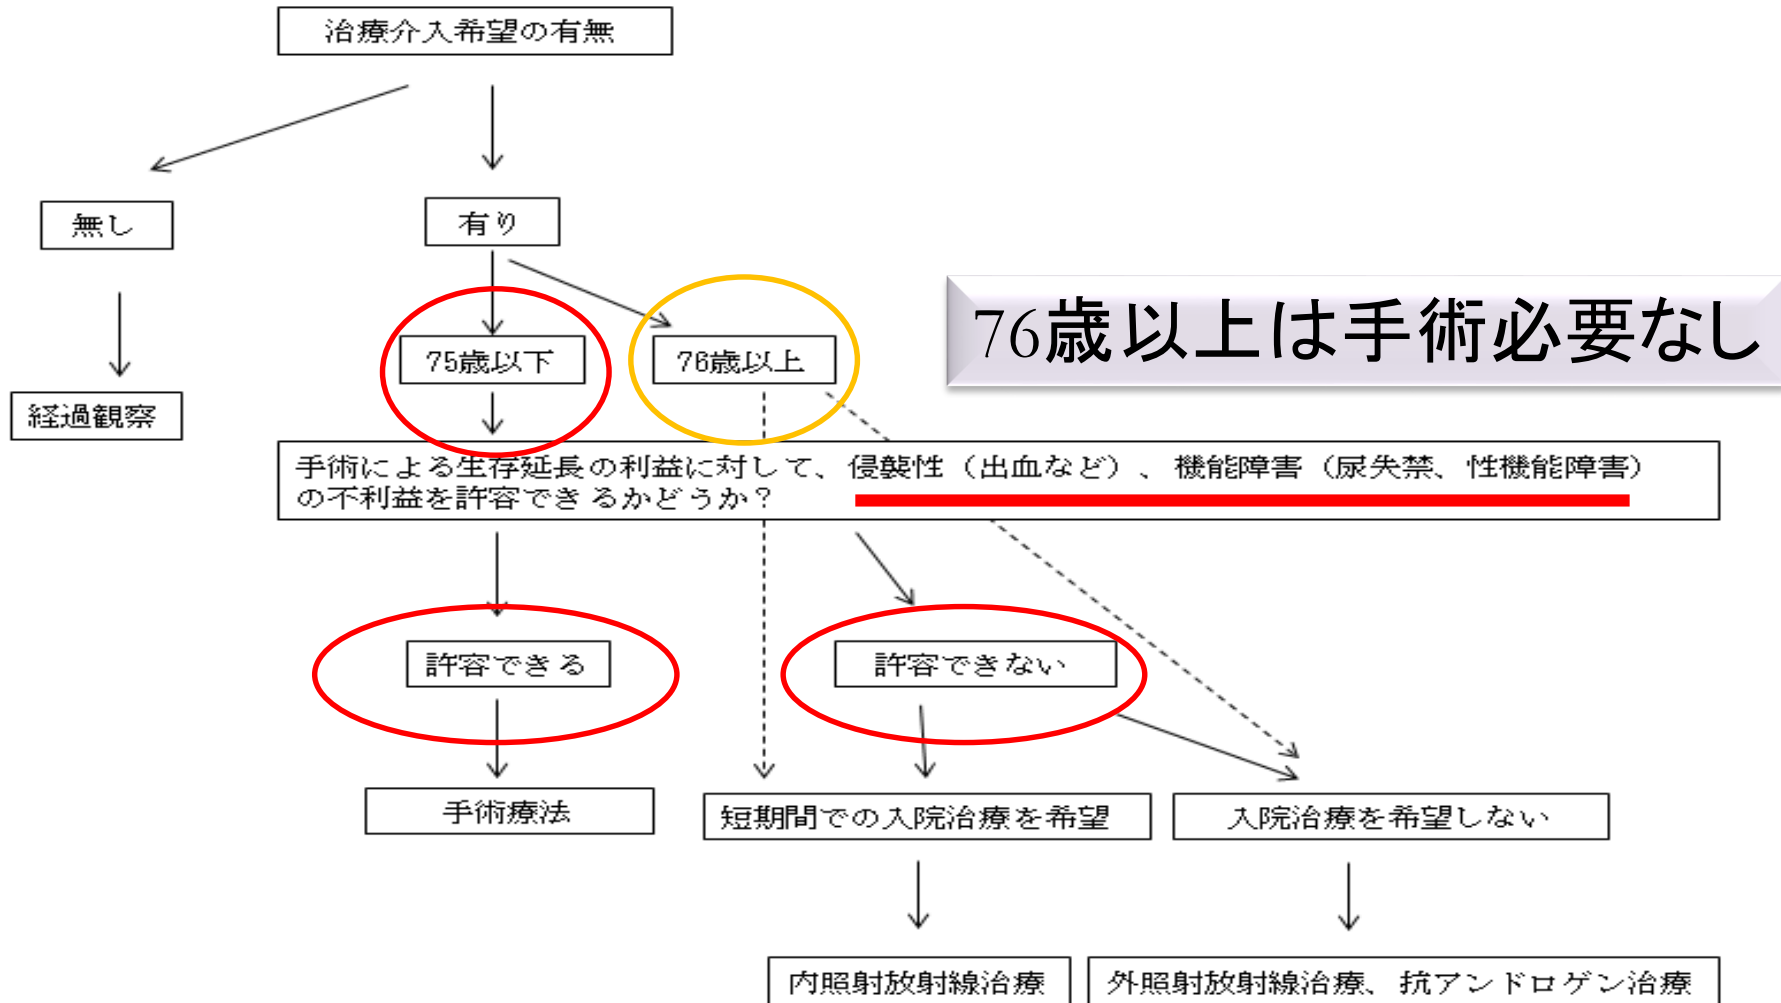 治療介入希望の有無
無し
有り
76歳以上は手術必要なし
75歳以下
76歳以上
経過観察
手術による生存延長の利益に対して、侵襲性（出血など）、機能障害（尿失禁、性機能障害）
の不利益を許容できるかどうか？
許容できる
許容できない
手術療法
短期間での入院治療を希望
入院治療を希望しない
内照射放射線治療
外照射放射線治療、抗アンドロゲン治療